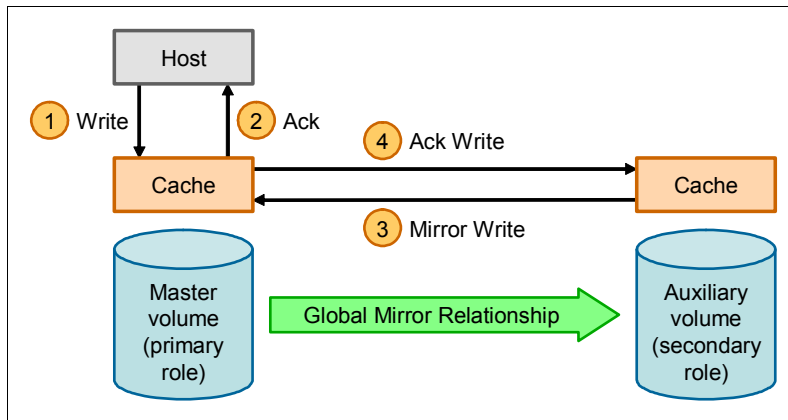 Host
1 Write
2 Ack
4 Ack Write
Cache
Cache
3 Mirror Write
Master
volume
(primary
role)
Global Mirror Relationship
Auxiliary
volume
(secondary
role)